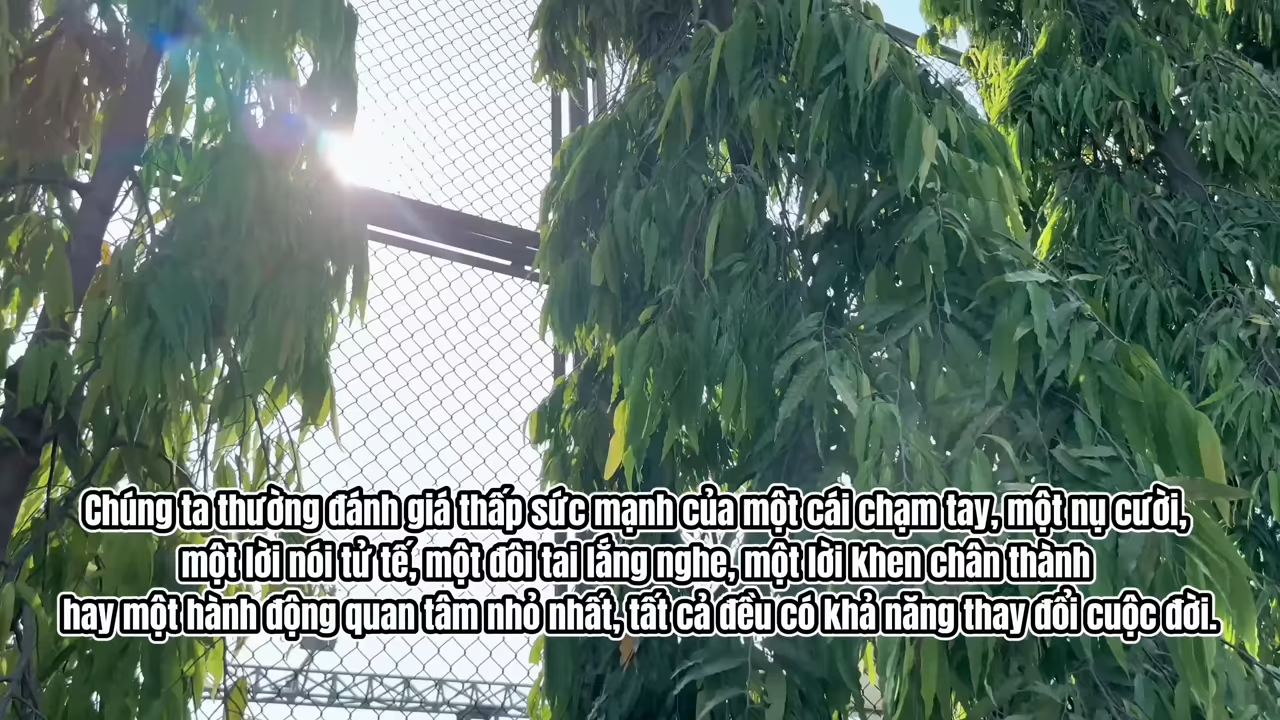 Chúng ta thường đánh giá thấp sức mạnh của một cái chạm tay, một nụ cười,
một lời nói tử tế, một đôi tai lắng nghe, một lời khen chân thành
hay một hành động quan tâm nhỏ nhất, tất cả đều có khả năng thay đổi cuộc đời.